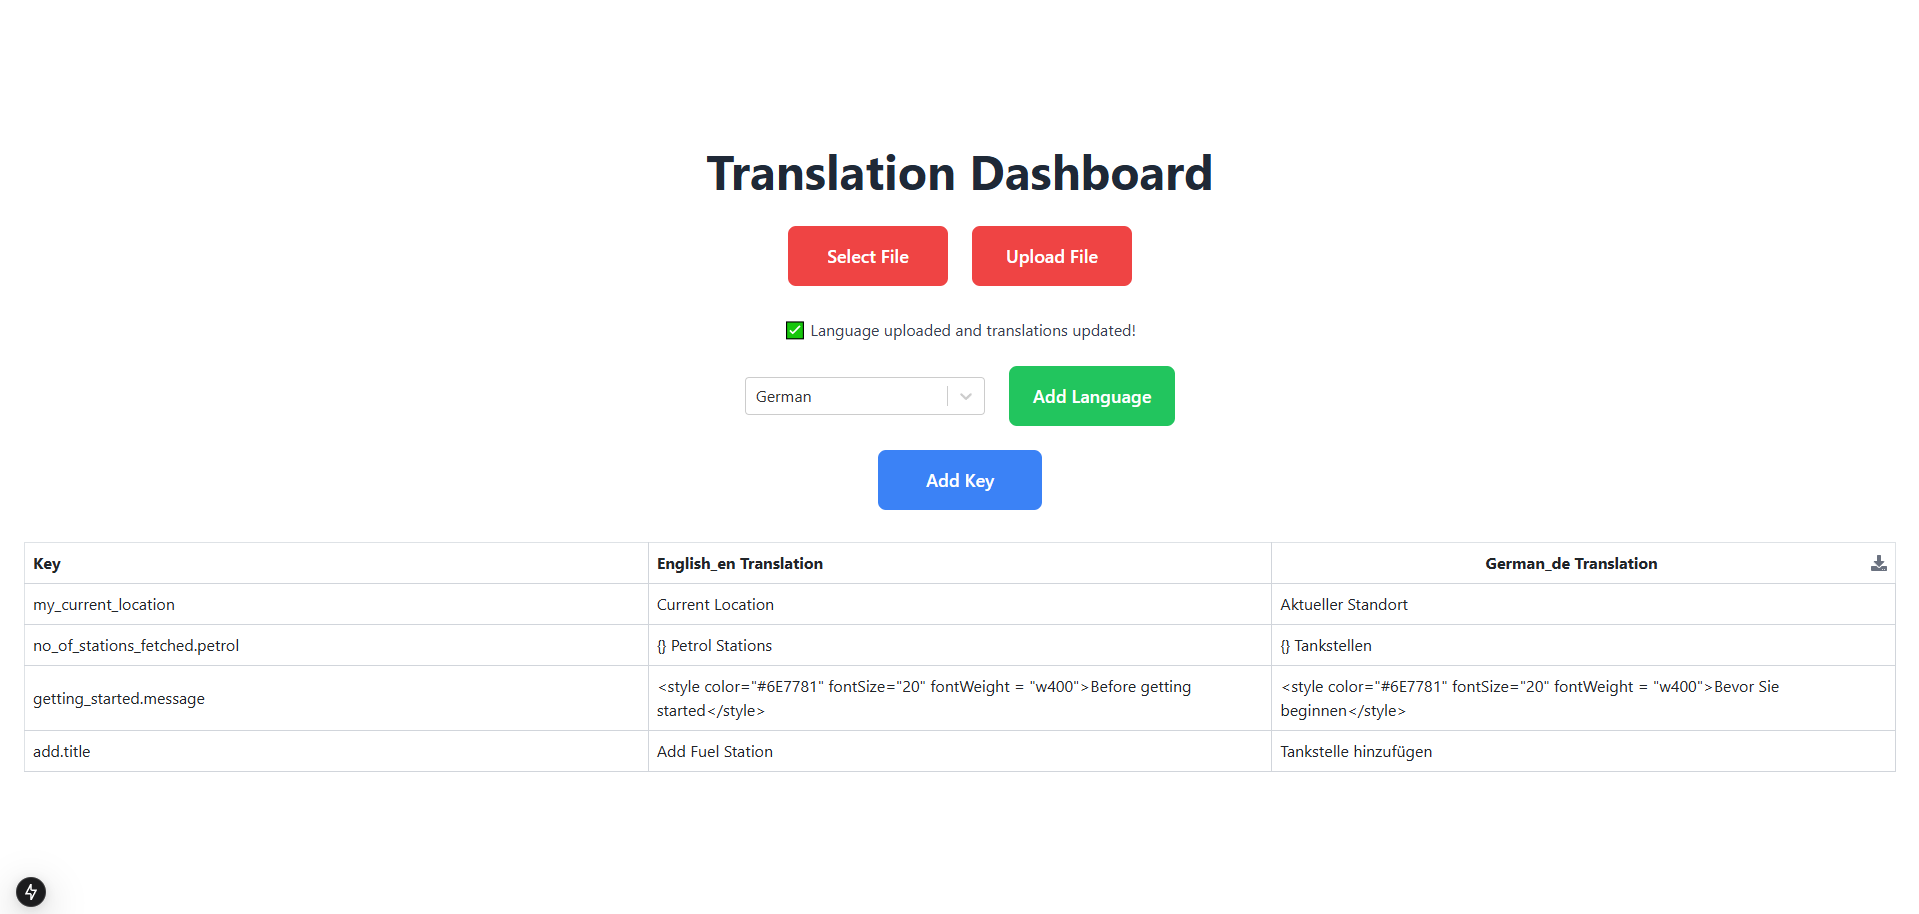 Translation Dashboard
Select File
Upload File
✅ Language uploaded and translations updated!
German
Add Language
Add Key
Key
English_en Translation
German_de Translation
my_current_location
Current Location
Aktueller Standort
no_of_stations_fetched.petrol
{} Petrol Stations
{} Tankstellen
getting_started.message
<style color="#6E7781" fontSize="20" fontWeight = "w400">Before getting
started</style>
<style color="#6E7781" fontSize="20" fontWeight = "w400">Bevor Sie
beginnen</style>
add.title
Add Fuel Station
Tankstelle hinzufügen